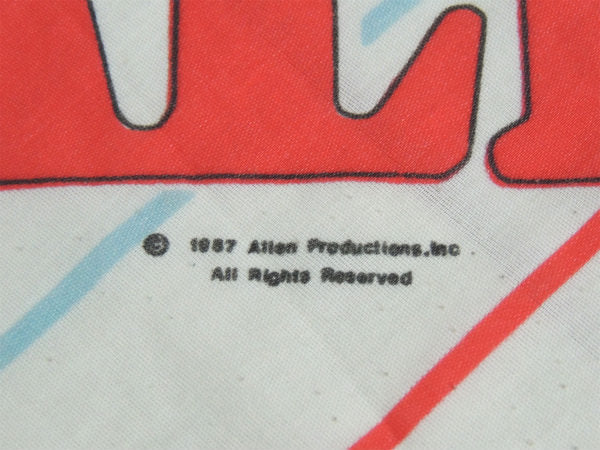 © 1987 Alien Productions.Inc
All Rights Reserved